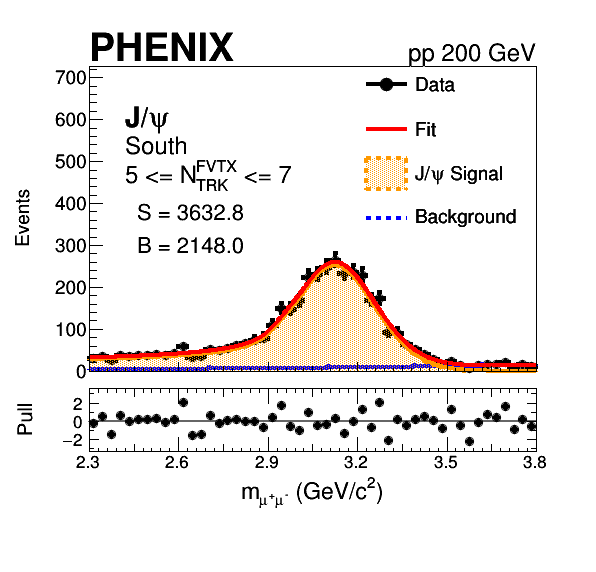 PHENIX pp 200 GeV
700
600
500
400
300
200
100
0
Events
J/ψ
South
5 <= N^FVTX_TRK <= 7
S = 3632.8
B = 2148.0
Data
Fit
J/ψ Signal
Background
Pull
2
0
−2
2.3 2.6 2.9 3.2 3.5 3.8
m_μ⁺μ⁻ (GeV/c²)